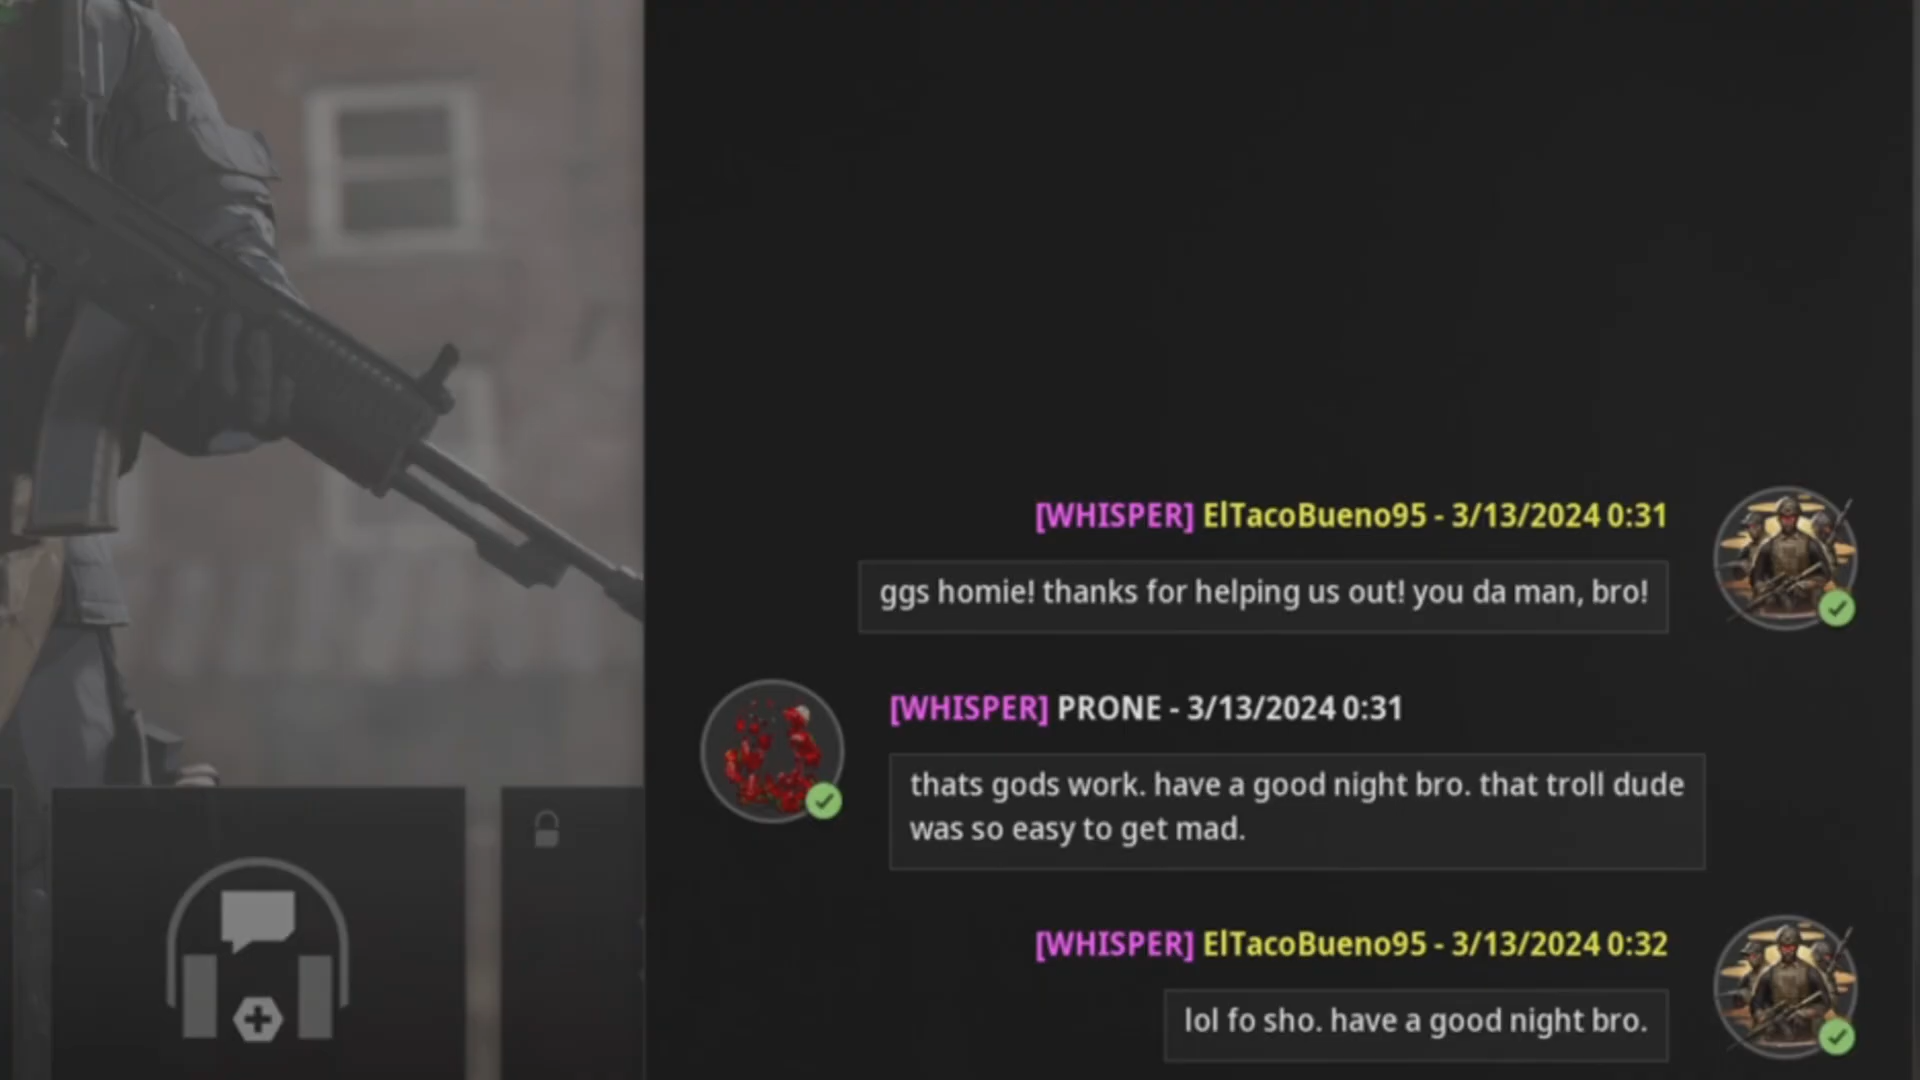 [WHISPER] ElTacoBueno95 - 3/13/2024 0:31
ggs homie! thanks for helping us out! you da man, bro!
[WHISPER] PRONE - 3/13/2024 0:31
thats gods work. have a good night bro. that troll dude
was so easy to get mad.
[WHISPER] ElTacoBueno95 - 3/13/2024 0:32
lol fo sho. have a good night bro.